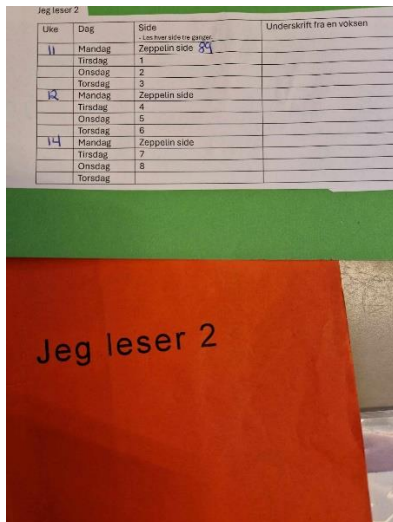 Jeg leser 2
Uke Dag Side Underskrift fra en voksen
- Les hver side tre ganger.
11 Mandag Zeppelin side 89
Tirsdag 1
Onsdag 2
Torsdag 3
12 Mandag Zeppelin side
Tirsdag 4
Onsdag 5
Torsdag 6
14 Mandag Zeppelin side
Tirsdag 7
Onsdag 8
Torsdag
Jeg leser 2